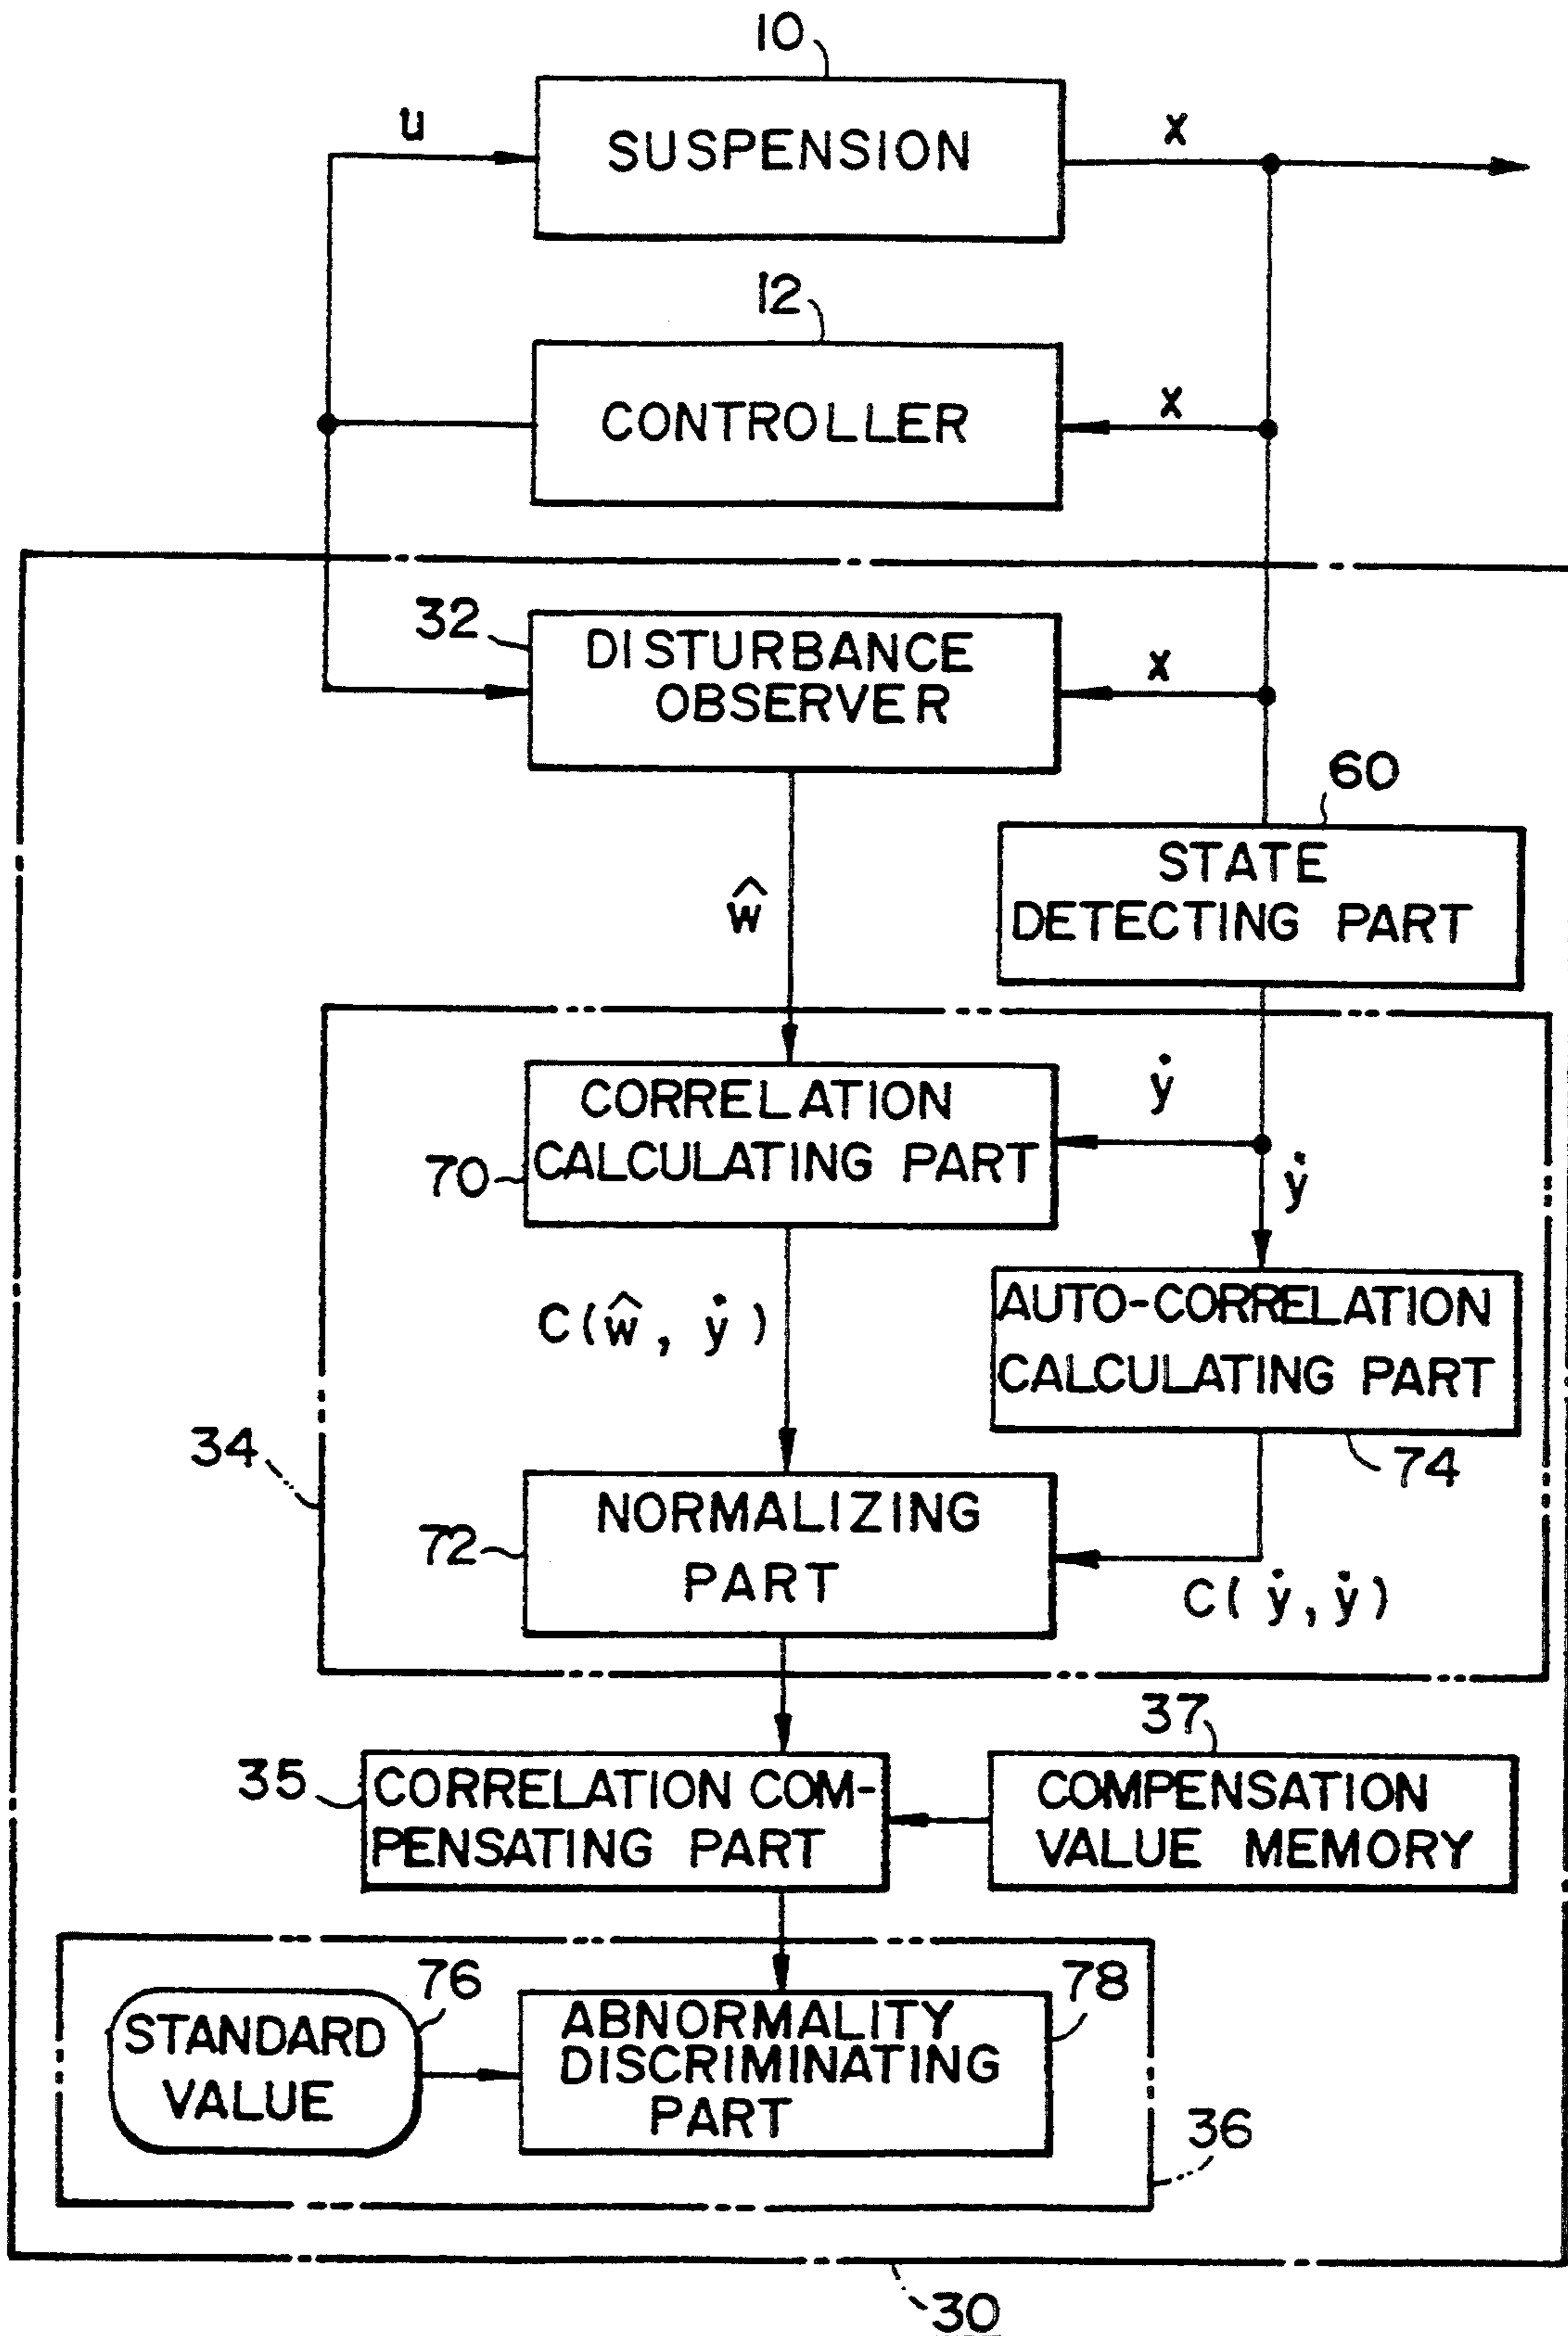 10
u
SUSPENSION
x
12
CONTROLLER
x
32
DISTURBANCE
OBSERVER
x
60
STATE
DETECTING PART
ŵ
CORRELATION
CALCULATING PART
70
ẏ
ẏ
C(ŵ, ẏ)
AUTO-CORRELATION
CALCULATING PART
74
34
72
NORMALIZING
PART
C(ẏ, ẏ)
35
CORRELATION COM-
PENSATING PART
37
COMPENSATION
VALUE MEMORY
76
STANDARD
VALUE
78
ABNORMALITY
DISCRIMINATING
PART
36
30